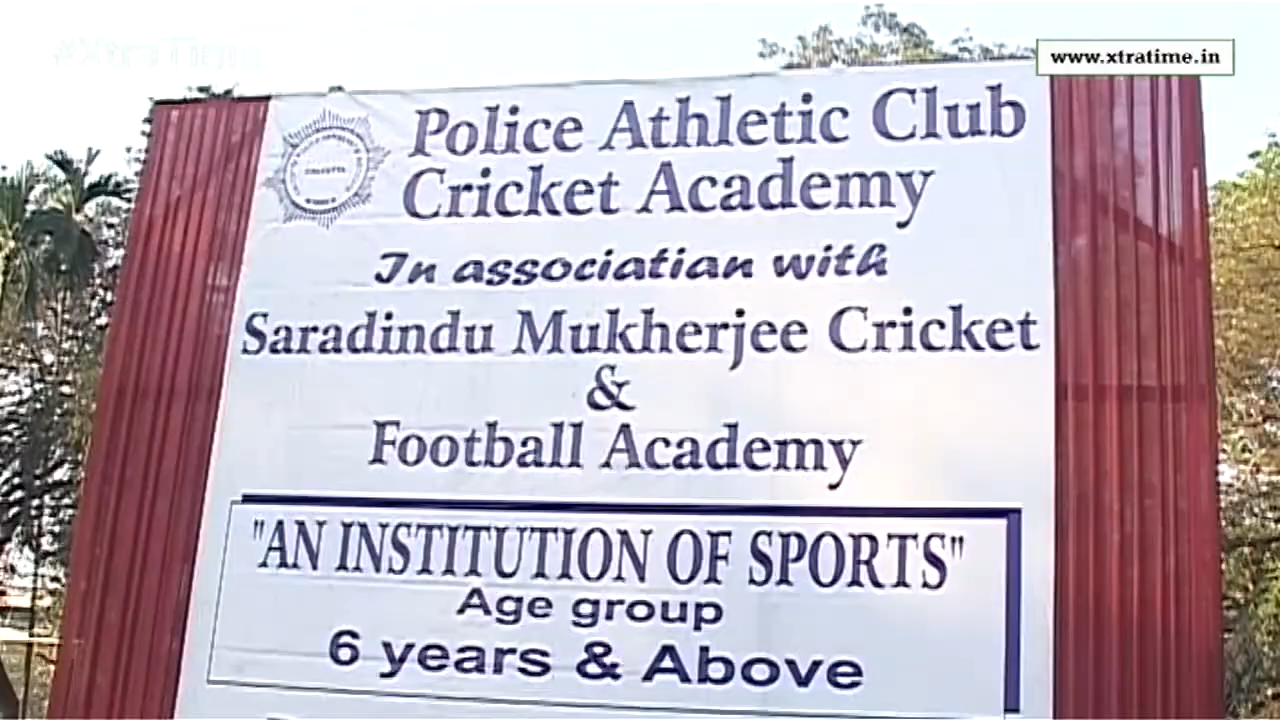 www.xtratime.in
Police Athletic Club
Cricket Academy
In associatian with
Saradindu Mukherjee Cricket
&
Football Academy
"AN INSTITUTION OF SPORTS"
Age group
6 years & Above